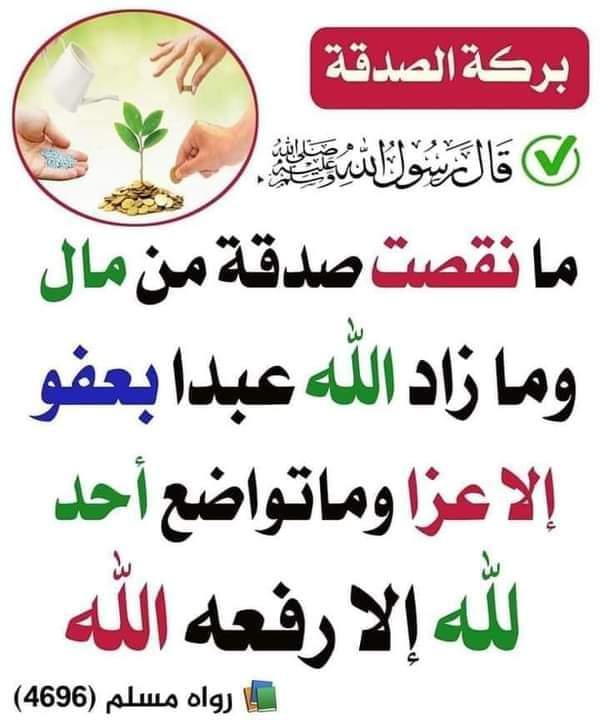 بركة الصدقة
قال رسول الله صلى الله عليه وسلم
ما نقصت صدقة من مال
وما زاد الله عبدا بعفو
إلا عزا وماتواضع أحد
لله إلا رفعه الله
رواه مسلم (4696)